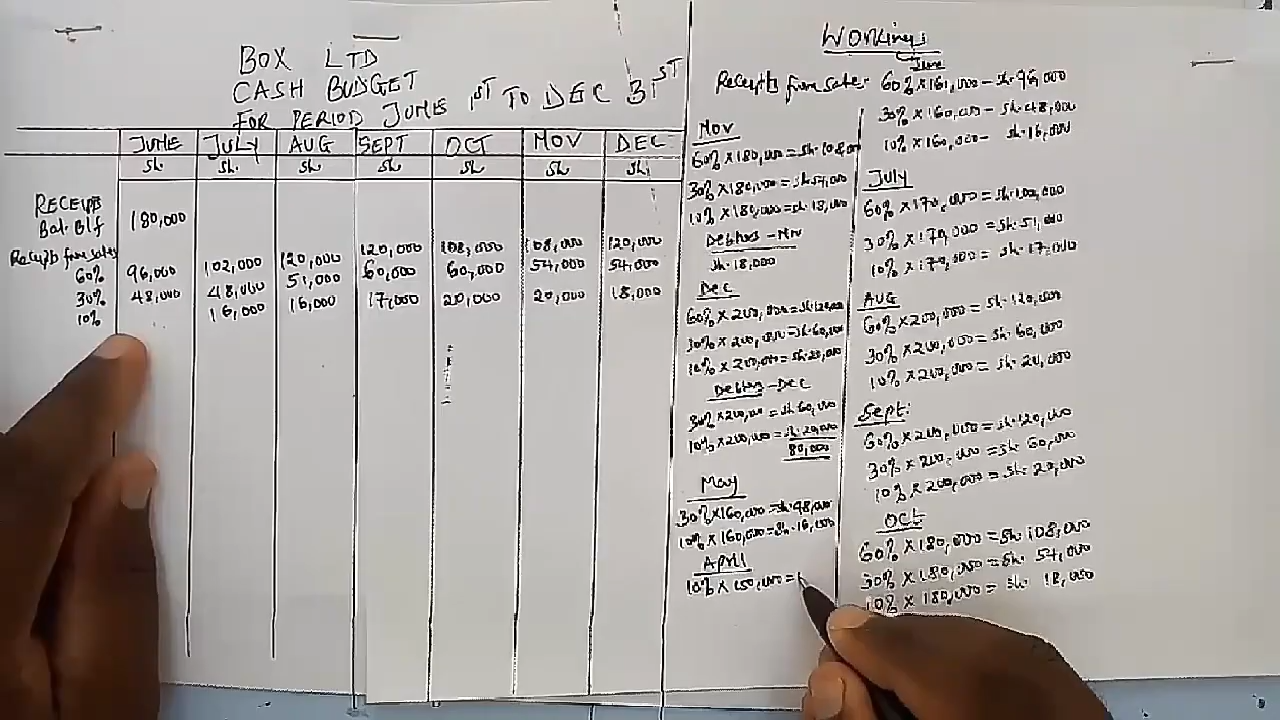 BOX LTD
CASH BUDGET
FOR PERIOD JUNE 1ST TO DEC 31ST
JUNE JULY AUG SEPT OCT NOV DEC
sh sh. sh sh sh sh. sh.
RECEIPTS
Bal. B/f 180,000
Receipts from sales
60% 96,000 102,000 120,000 120,000 108,000 108,000 120,000
30% 48,000 48,000 51,000 60,000 60,000 54,000 54,000
10% 16,000 16,000 17,000 20,000 20,000 18,000
Workings
June
Receipts from sales - 60% X 160,000 - sh. 96,000
30% X 160,000 - sh. 48,000
10% X 160,000 - sh. 16,000
Nov
60% X 180,000 = sh 108,000
30% X 180,000 = sh 54,000
10% X 180,000 = sh. 18,000
Debtors - Nov
sh. 18,000
Dec
60% X 200,000 = sh. 120,000
30% X 200,000 = sh. 60,000
10% X 200,000 = sh. 20,000
Debtors - Dec
30% X 200,000 = sh. 60,000
10% X 200,000 = sh. 20,000
80,000
May
30% X 160,000 = sh. 48,000
10% X 160,000 = sh. 16,000
April
10% X 150,000 =
July
60% X 170,000 = sh. 102,000
30% X 170,000 = sh. 51,000
10% X 170,000 = sh. 17,000
AUG
60% X 200,000 = sh. 120,000
30% X 200,000 = sh. 60,000
10% X 200,000 = sh. 20,000
Sept:
60% X 200,000 = sh. 120,000
30% X 200,000 = sh 60,000
10% X 200,000 = sh. 20,000
OCT
60% X 180,000 = sh. 108,000
30% X 180,000 = sh. 54,000
10% X 180,000 = sh 18,000